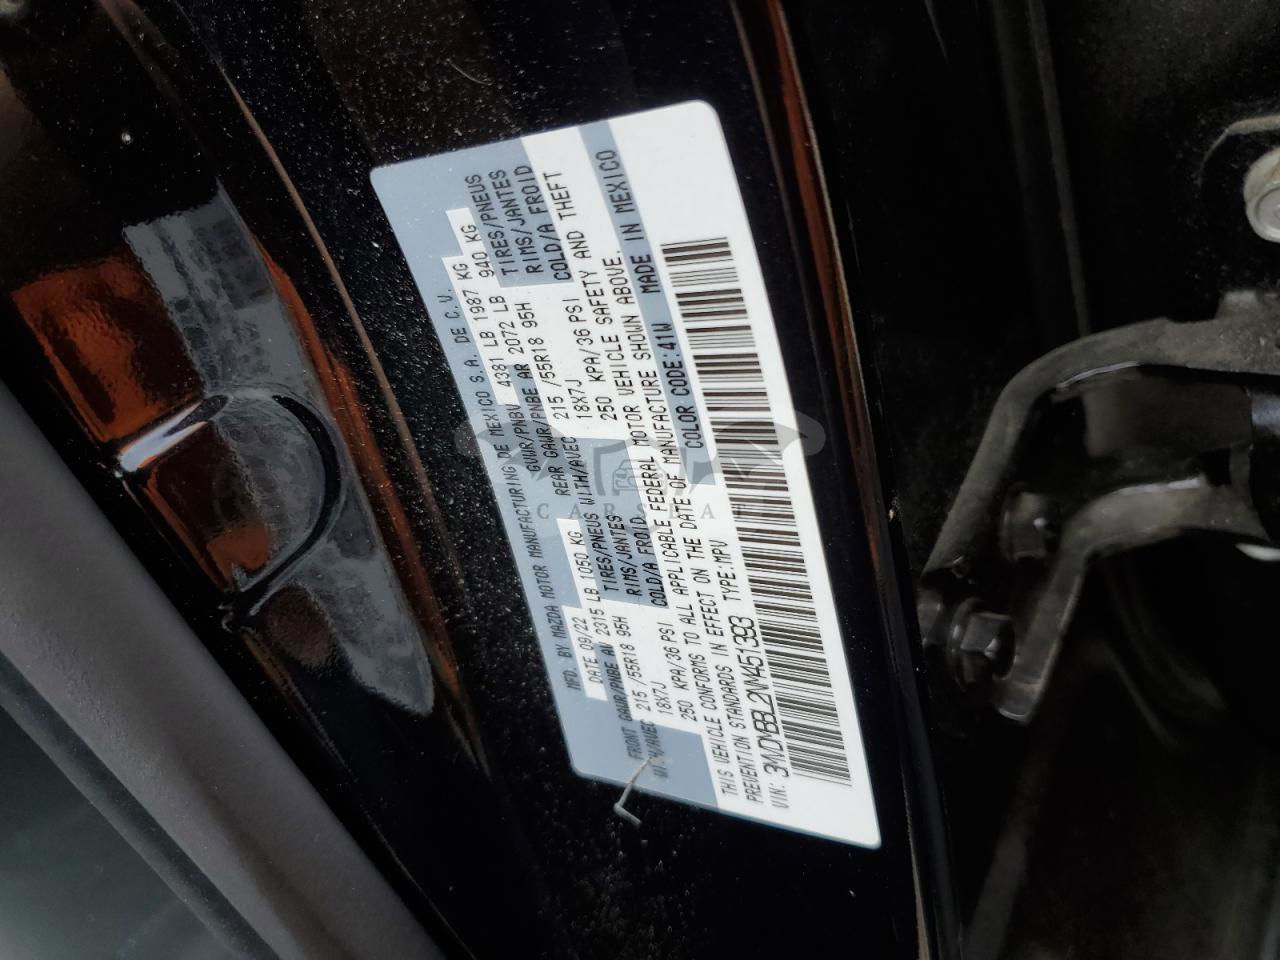 MFD. BY MAZDA MOTOR MANUFACTURING DE MEXICO S.A. DE C.V.
DATE 09/22 GVWR/PNBV 4381 LB 1987 KG
FRONT GAWR/PNBE AV 2315 LB 1050 KG REAR GAWR/PNBE AR 2072 LB 940 KG
WITH/AVEC 215 /55R18 95H TIRES/PNEUS WITH/AVEC 215 /55R18 95H TIRES/PNEUS
18X7J RIMS/JANTES 18X7J RIMS/JANTES
250 KPA/36 PSI COLD/A FROID 250 KPA/36 PSI COLD/A FROID
THIS VEHICLE CONFORMS TO ALL APPLICABLE FEDERAL MOTOR VEHICLE SAFETY AND THEFT
PREVENTION STANDARDS IN EFFECT ON THE DATE OF MANUFACTURE SHOWN ABOVE.
VIN: 3MVDMBBL2NM451393 TYPE:MPV COLOR CODE:41W MADE IN MEXICO